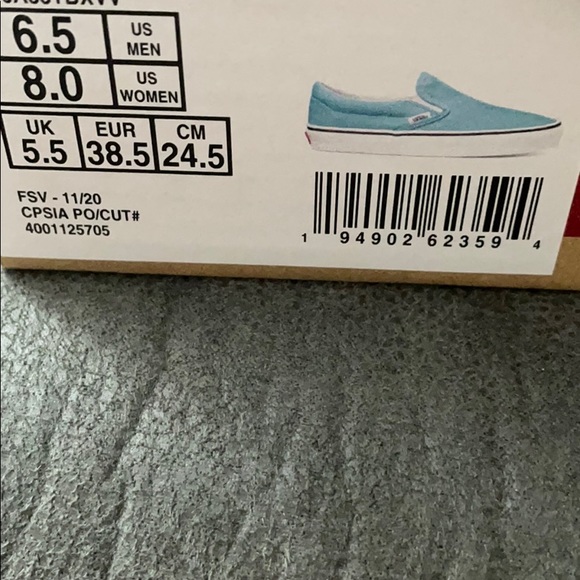 6.5 US MEN
8.0 US WOMEN
UK EUR CM
5.5 38.5 24.5
FSV - 11/20
CPSIA PO/CUT#
4001125705
1 94902 62359 4